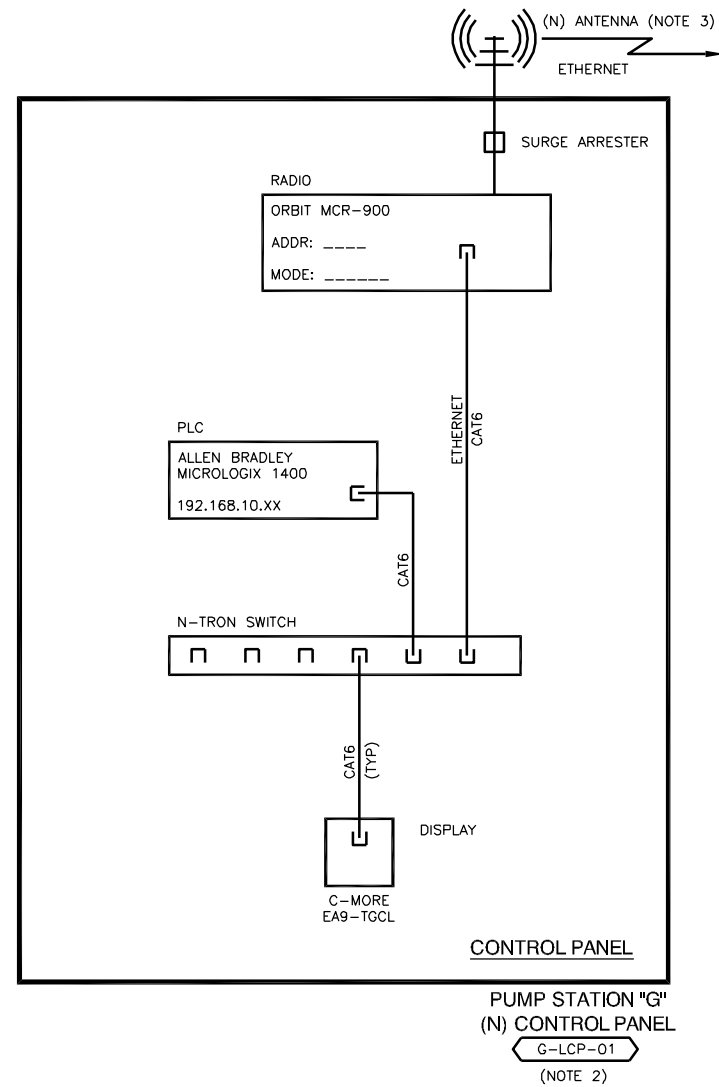 (N) ANTENNA (NOTE 3)
ETHERNET
SURGE ARRESTER
RADIO
ORBIT MCR-900
ADDR: ____
MODE: ______
ETHERNET
CAT6
PLC
ALLEN BRADLEY
MICROLOGIX 1400
192.168.10.XX
CAT6
N-TRON SWITCH
CAT6
(TYP)
DISPLAY
C-MORE
EA9-TGCL
CONTROL PANEL
PUMP STATION "G"
(N) CONTROL PANEL
G-LCP-01
(NOTE 2)